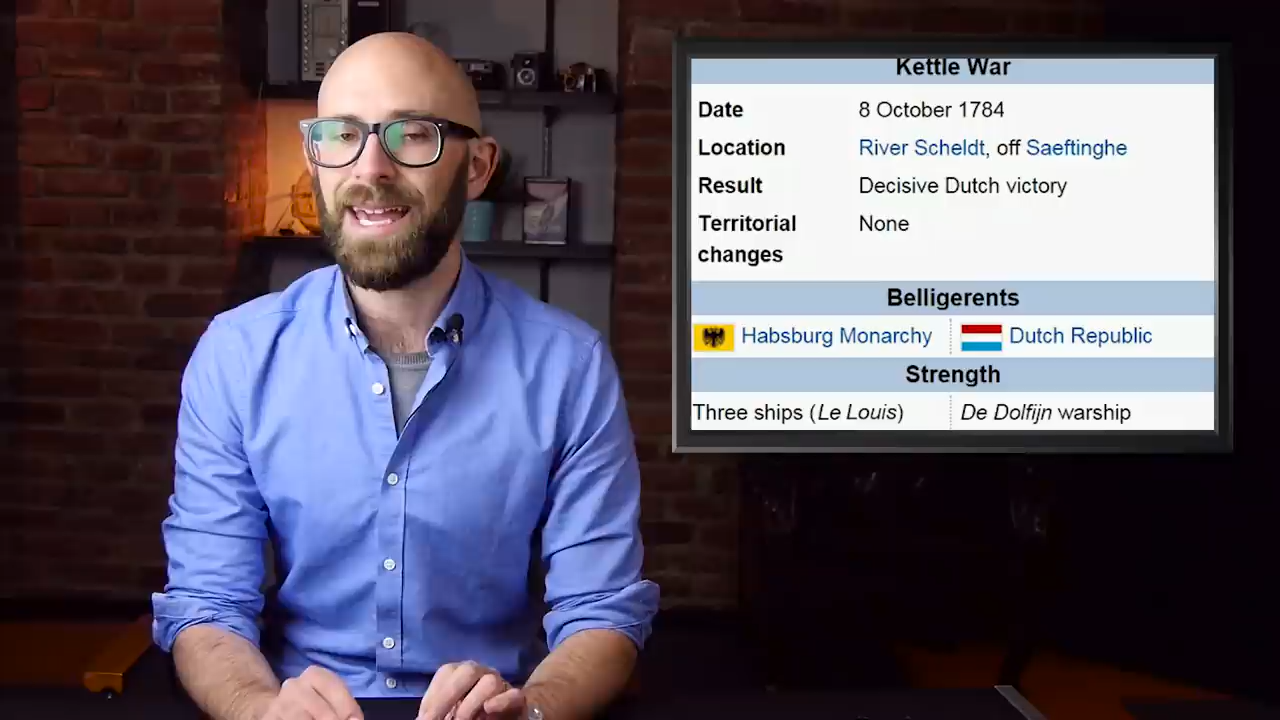 Kettle War
Date 8 October 1784
Location River Scheldt, off Saeftinghe
Result Decisive Dutch victory
Territorial None
changes
Belligerents
Habsburg Monarchy Dutch Republic
Strength
Three ships (Le Louis) De Dolfijn warship